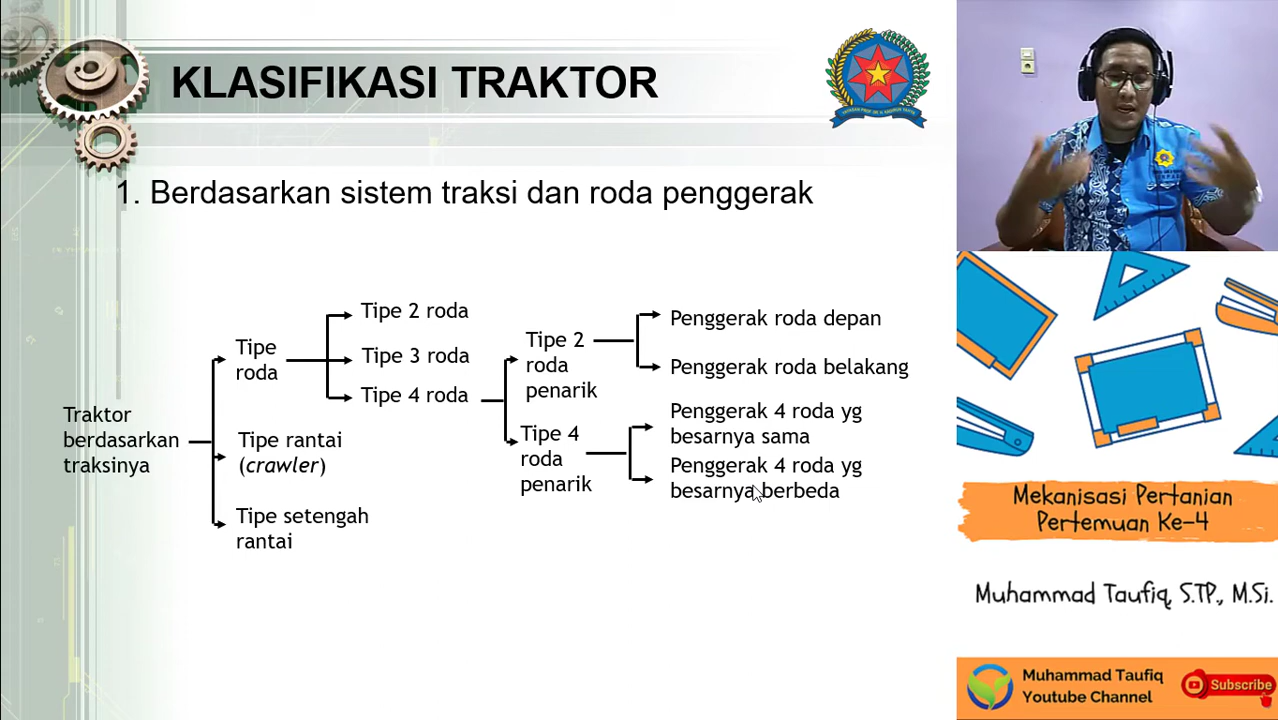 KLASIFIKASI TRAKTOR
1. Berdasarkan sistem traksi dan roda penggerak
Traktor
berdasarkan
traksinya
Tipe
roda
Tipe rantai
(crawler)
Tipe setengah
rantai
Tipe 2 roda
Tipe 3 roda
Tipe 4 roda
Tipe 2
roda
penarik
Tipe 4
roda
penarik
Penggerak roda depan
Penggerak roda belakang
Penggerak 4 roda yg
besarnya sama
Penggerak 4 roda yg
besarnya berbeda
Mekanisasi Pertanian
Pertemuan Ke-4
Muhammad Taufiq, S.TP., M.Si.
Muhammad Taufiq
Youtube Channel
Subscribe